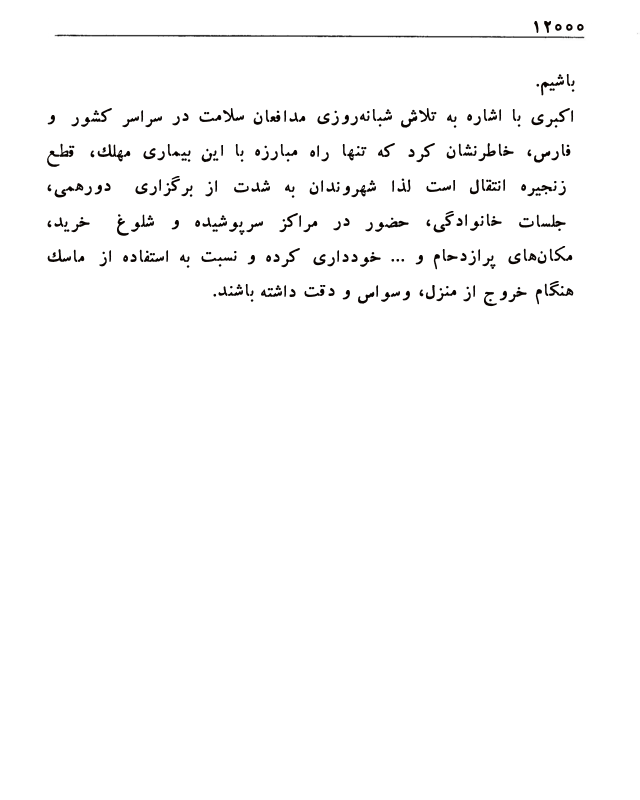 ۱۲۰۰۰
باشیم.
اکبری با اشاره به تلاش شبانه‌روزی مدافعان سلامت در سراسر کشور و
فارس، خاطرنشان کرد که تنها راه مبارزه با این بیماری مهلك، قطع
زنجیره انتقال است لذا شهروندان به شدت از برگزاری دورهمی،
جلسات خانوادگی، حضور در مراکز سرپوشیده و شلوغ خرید،
مکان‌های پرازدحام و ... خودداری کرده و نسبت به استفاده از ماسك
هنگام خروج از منزل، وسواس و دقت داشته باشند.